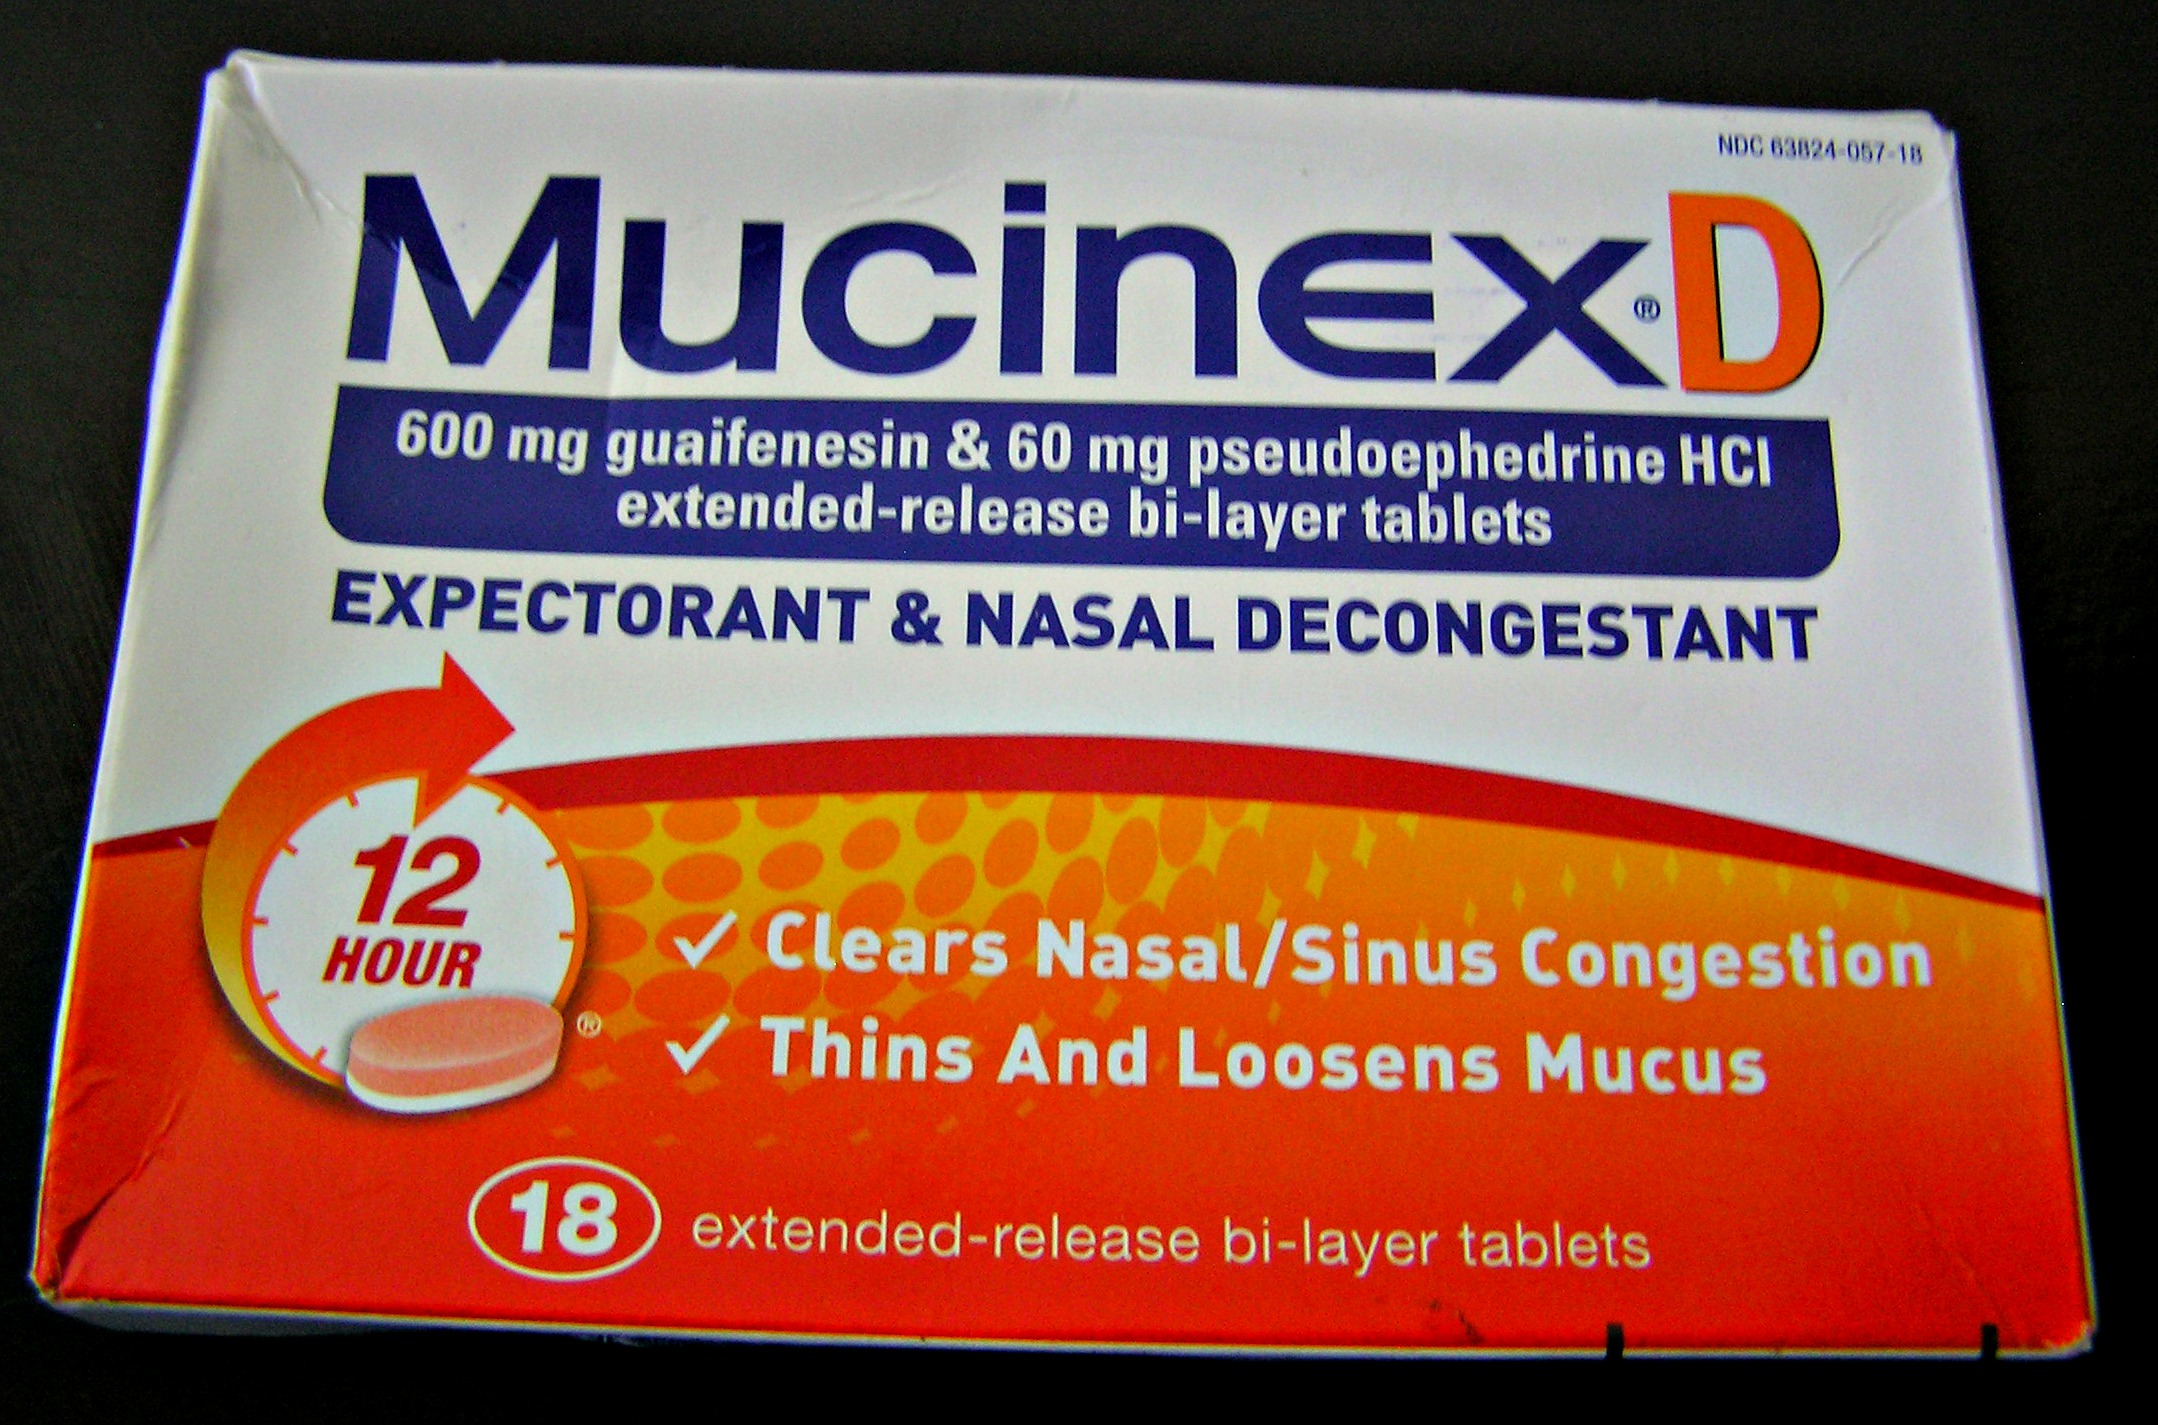 NDC 63824-057-18
Mucinex® D
600 mg guaifenesin & 60 mg pseudoephedrine HCl
extended-release bi-layer tablets
EXPECTORANT & NASAL DECONGESTANT
12
HOUR
®
✓ Clears Nasal/Sinus Congestion
✓ Thins And Loosens Mucus
18 extended-release bi-layer tablets